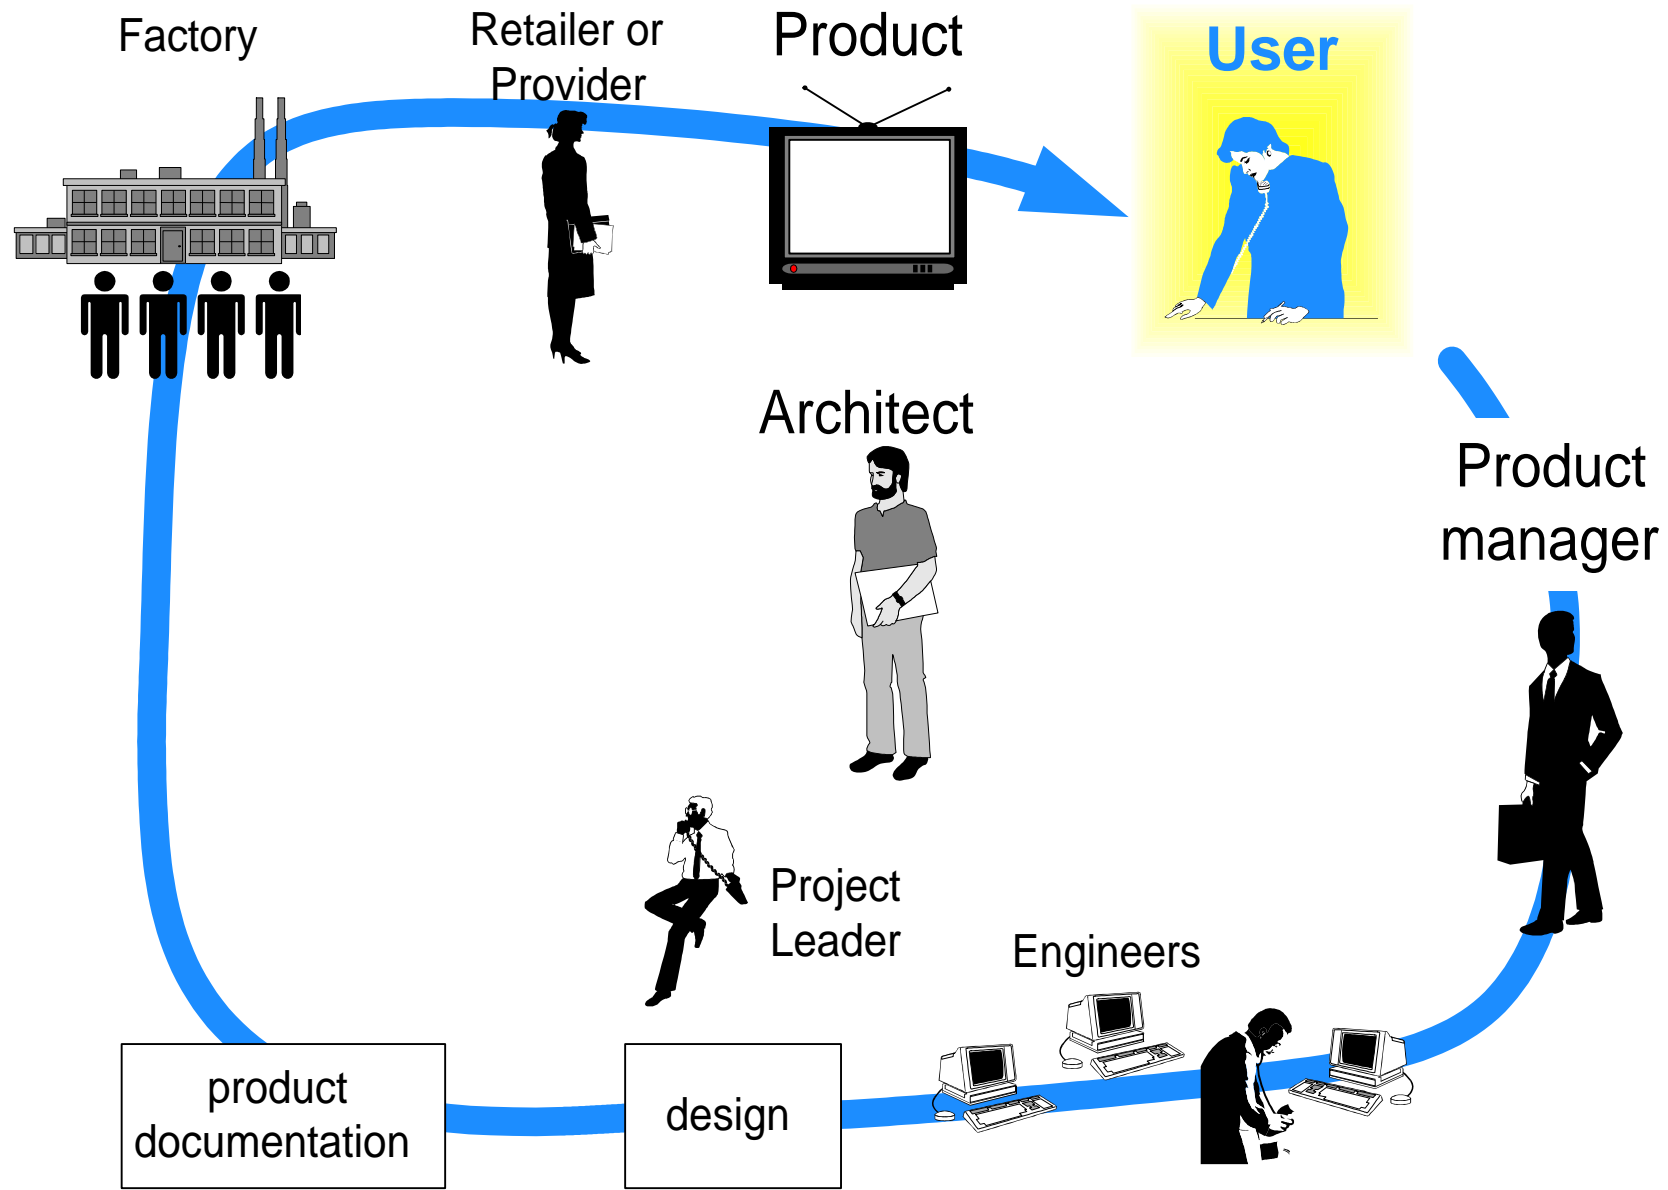 Factory
Retailer or
Provider
Product
User
Architect
Product
manager
Project
Leader
Engineers
product
documentation
design